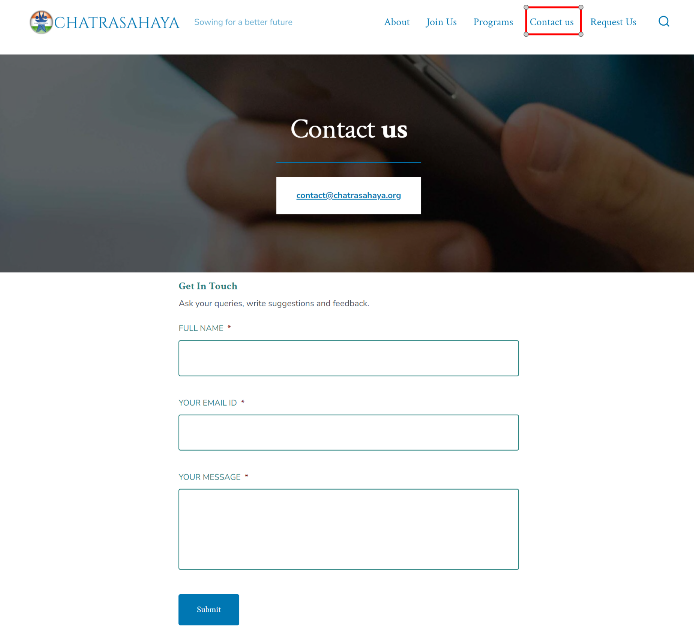 CHATRASAHAYA Sowing for a better future About Join Us Programs Contact us Request Us
Contact us
contact@chatrasahaya.org
Get In Touch
Ask your queries, write suggestions and feedback.
FULL NAME *
YOUR EMAIL ID *
YOUR MESSAGE *
Submit